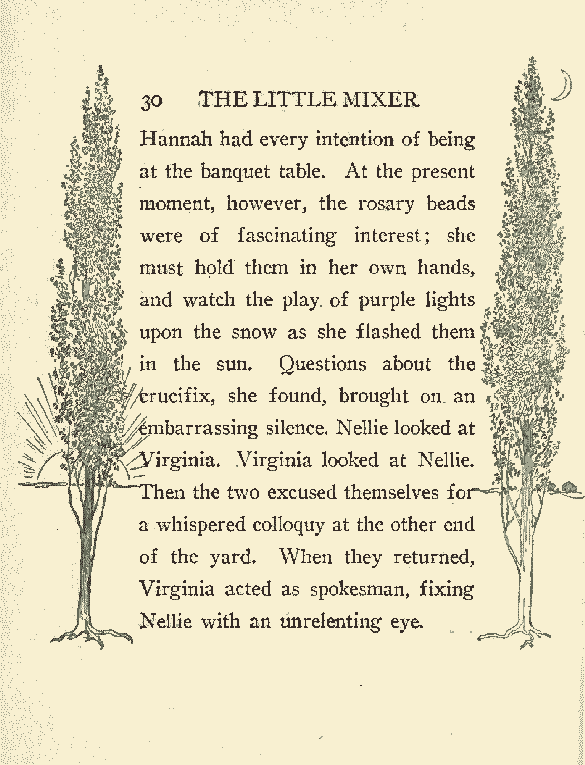 30 THE LITTLE MIXER
Hannah had every intention of being
at the banquet table. At the present
moment, however, the rosary beads
were of fascinating interest; she
must hold them in her own hands,
and watch the play of purple lights
upon the snow as she flashed them
in the sun. Questions about the
crucifix, she found, brought on an
embarrassing silence. Nellie looked at
Virginia. Virginia looked at Nellie.
Then the two excused themselves for
a whispered colloquy at the other end
of the yard. When they returned,
Virginia acted as spokesman, fixing
Nellie with an unrelenting eye.